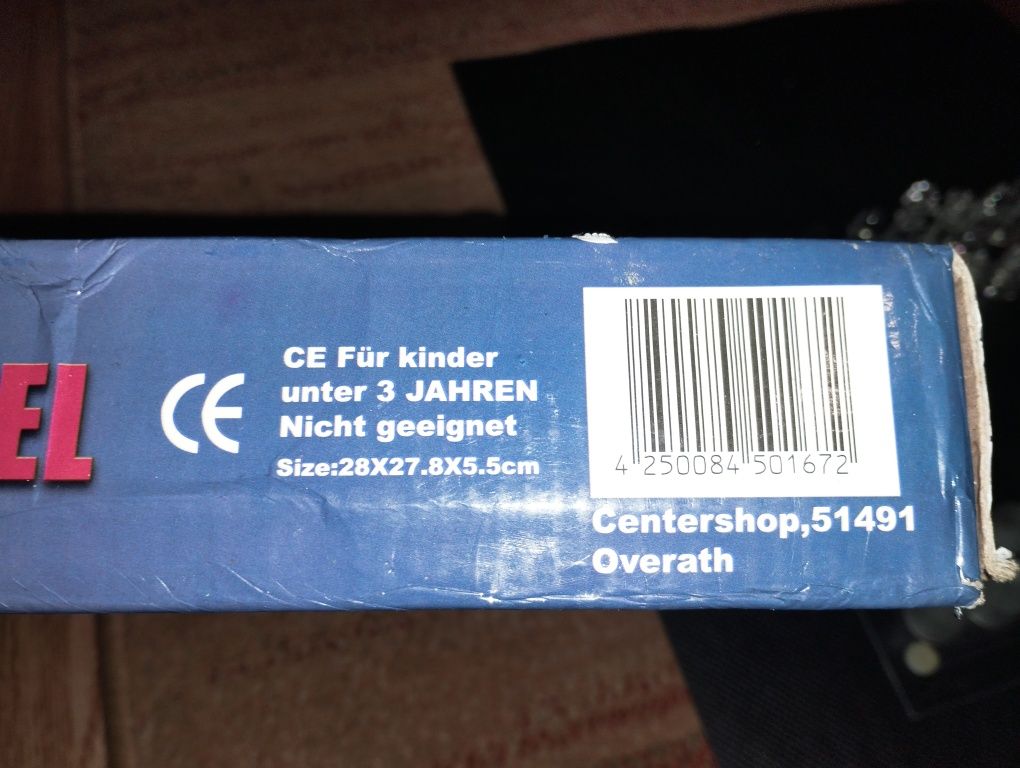 EL
CE
CE Für kinder
unter 3 JAHREN
Nicht geeignet
Size:28X27.8X5.5cm
4 250084 501672
Centershop,51491
Overath